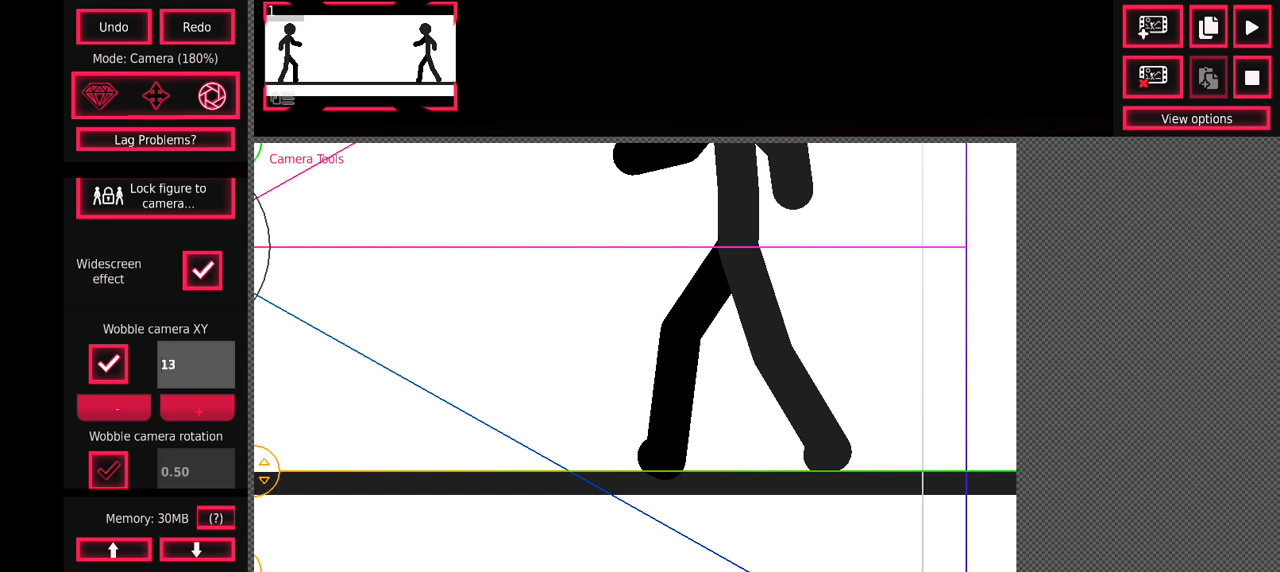 Undo
Redo
Mode: Camera (180%)
Lag Problems?
Lock figure to
camera...
Widescreen
effect
Wobble camera XY
13
-
+
Wobble camera rotation
0.50
Memory: 30MB
(?)
1
View options
Camera Tools